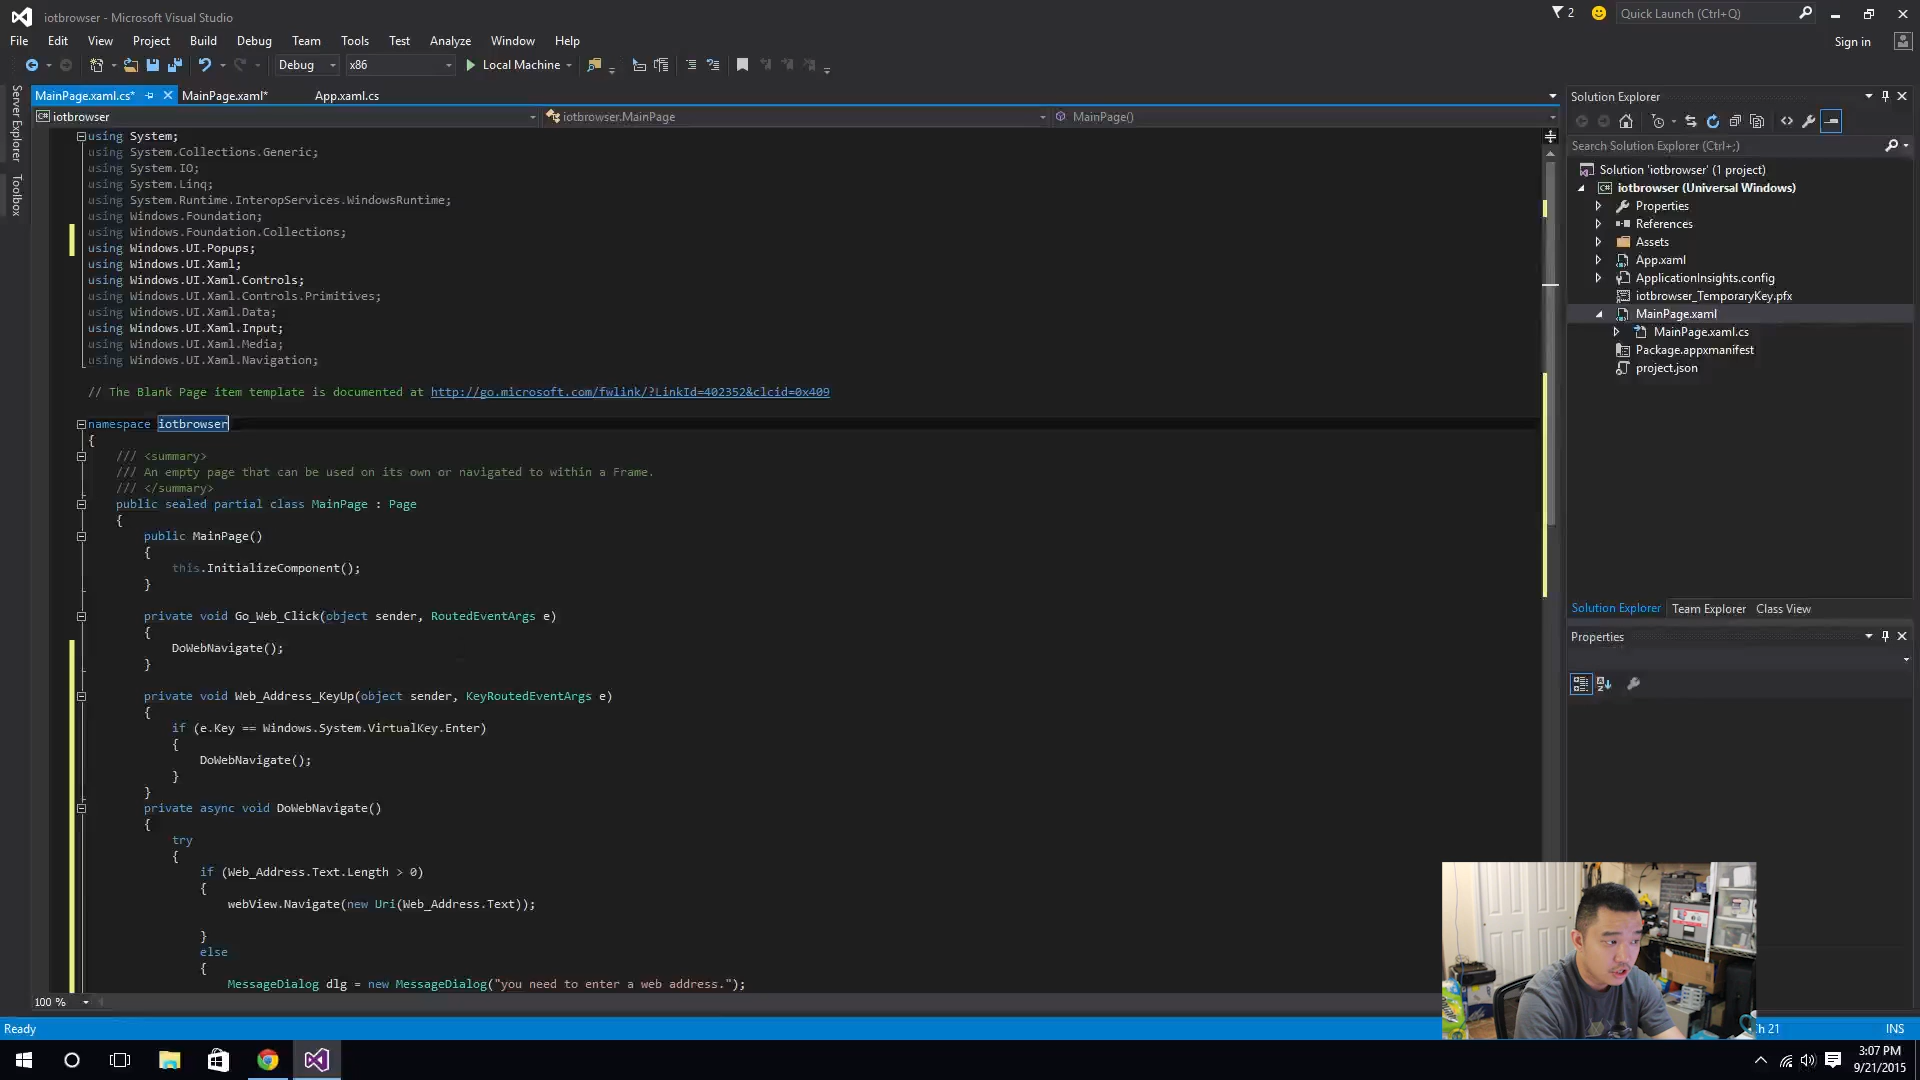 iotbrowser - Microsoft Visual Studio
2
Quick Launch (Ctrl+Q)
File Edit View Project Build Debug Team Tools Test Analyze Window Help
Sign in
Debug x86 Local Machine
Server Explorer
Toolbox
MainPage.xaml.cs* MainPage.xaml* App.xaml.cs
iotbrowser iotbrowser.MainPage MainPage()
using System;
using System.Collections.Generic;
using System.IO;
using System.Linq;
using System.Runtime.InteropServices.WindowsRuntime;
using Windows.Foundation;
using Windows.Foundation.Collections;
using Windows.UI.Popups;
using Windows.UI.Xaml;
using Windows.UI.Xaml.Controls;
using Windows.UI.Xaml.Controls.Primitives;
using Windows.UI.Xaml.Data;
using Windows.UI.Xaml.Input;
using Windows.UI.Xaml.Media;
using Windows.UI.Xaml.Navigation;
// The Blank Page item template is documented at http://go.microsoft.com/fwlink/?LinkId=402352&clcid=0x409
namespace iotbrowser
{
/// <summary>
/// An empty page that can be used on its own or navigated to within a Frame.
/// </summary>
public sealed partial class MainPage : Page
{
public MainPage()
{
this.InitializeComponent();
}
private void Go_Web_Click(object sender, RoutedEventArgs e)
{
DoWebNavigate();
}
private void Web_Address_KeyUp(object sender, KeyRoutedEventArgs e)
{
if (e.Key == Windows.System.VirtualKey.Enter)
{
DoWebNavigate();
}
}
private async void DoWebNavigate()
{
try
{
if (Web_Address.Text.Length > 0)
{
webView.Navigate(new Uri(Web_Address.Text));
}
else
{
MessageDialog dlg = new MessageDialog("you need to enter a web address.");
100 %
Solution Explorer
Search Solution Explorer (Ctrl+;)
Solution 'iotbrowser' (1 project)
iotbrowser (Universal Windows)
Properties
References
Assets
App.xaml
ApplicationInsights.config
iotbrowser_TemporaryKey.pfx
MainPage.xaml
MainPage.xaml.cs
Package.appxmanifest
project.json
Solution Explorer Team Explorer Class View
Properties
Ready
Ch 21
INS
3:07 PM
9/21/2015